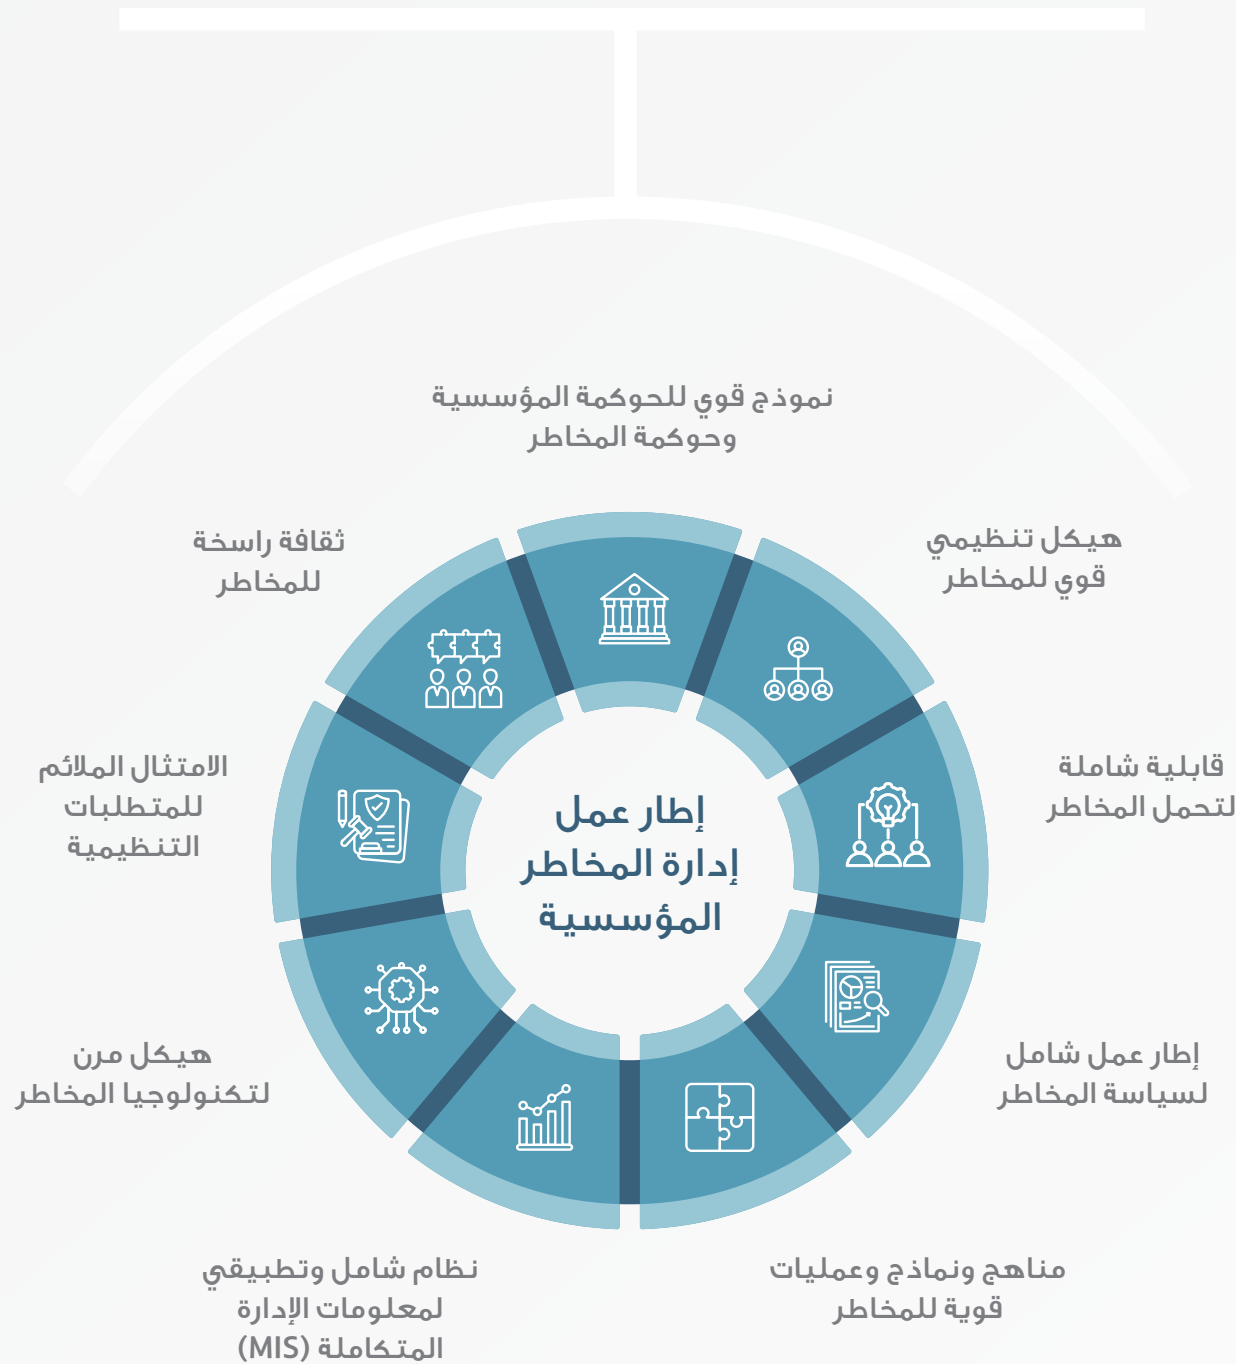 نموذج قوي للحوكمة المؤسسية
وحوكمة المخاطر
هيكل تنظيمي
قوي للمخاطر
ثقافة راسخة
للمخاطر
قابلية شاملة
لتحمل المخاطر
الامتثال الملائم
للمتطلبات
التنظيمية
إطار عمل
إدارة المخاطر
المؤسسية
إطار عمل شامل
لسياسة المخاطر
هيكل مرن
لتكنولوجيا المخاطر
مناهج ونماذج وعمليات
قوية للمخاطر
نظام شامل وتطبيقي
لمعلومات الإدارة
المتكاملة (MIS)